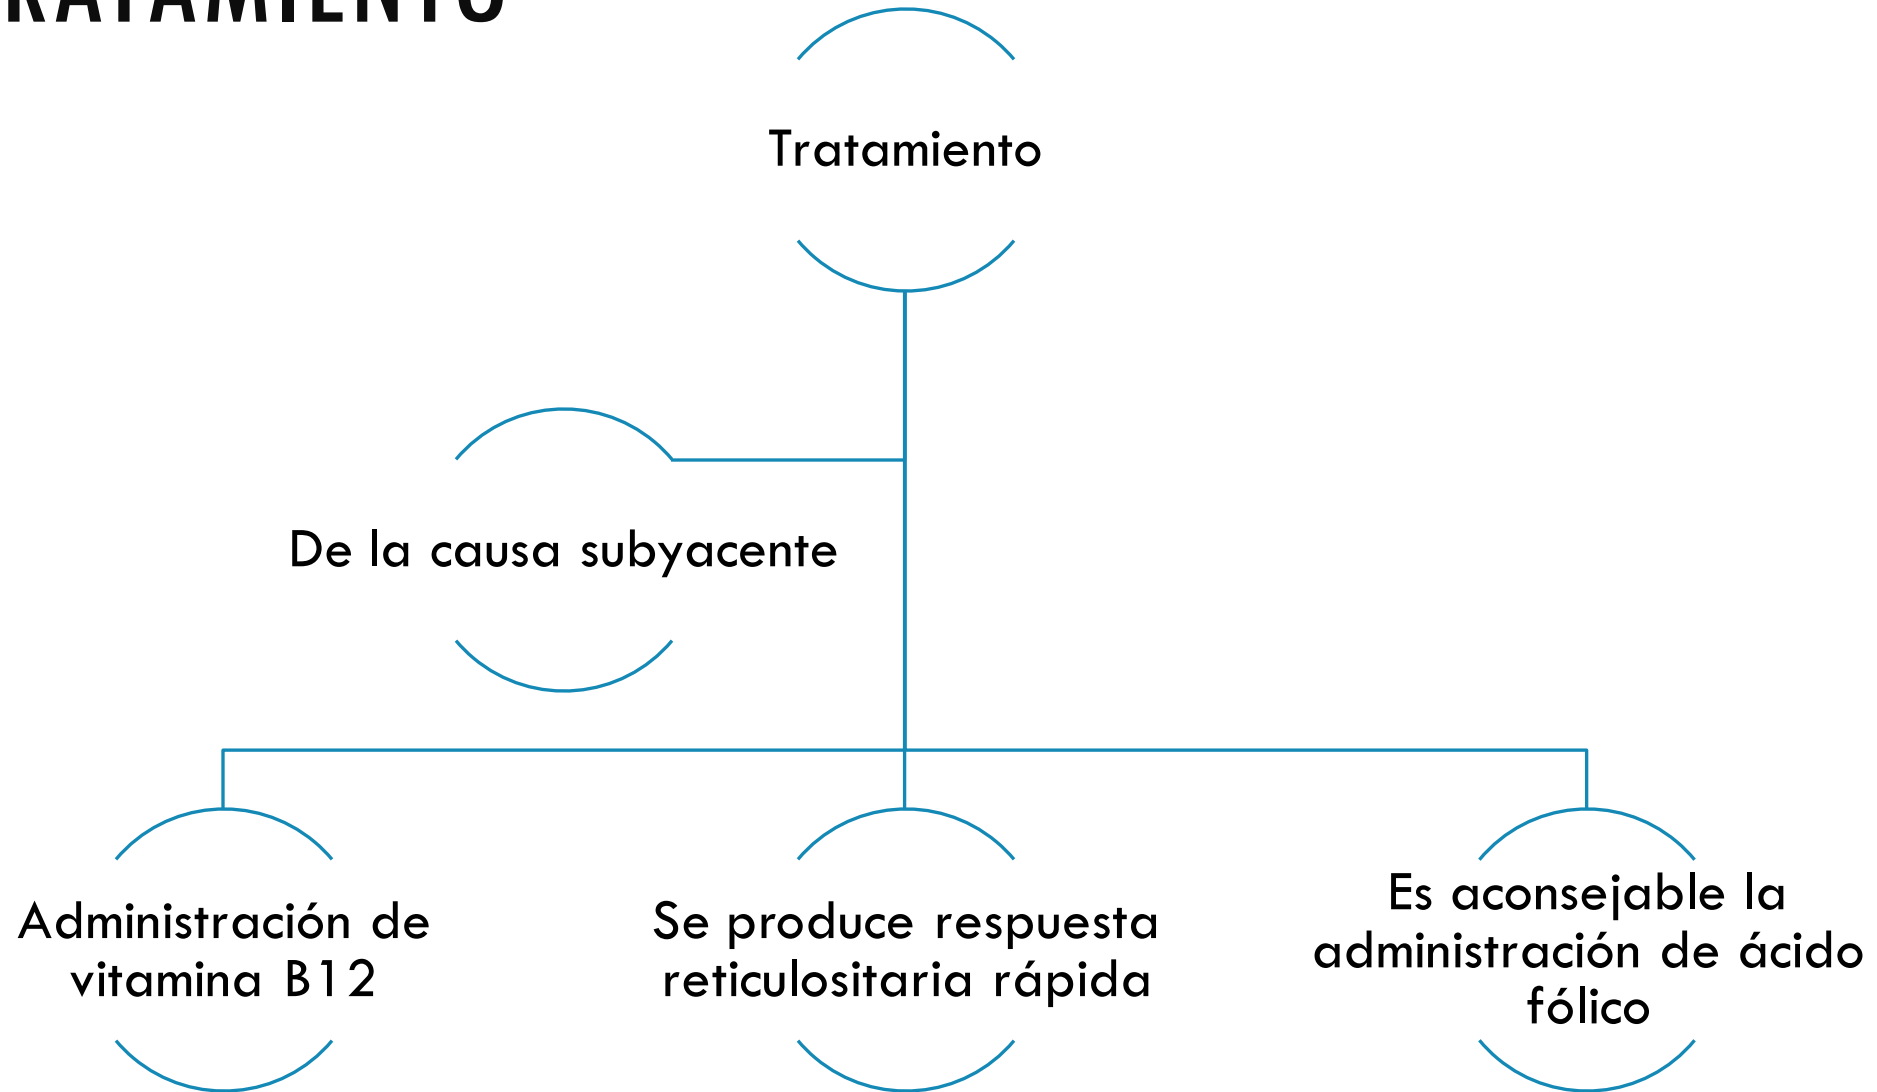 RATAMIENTO
Tratamiento
De la causa subyacente
Administración de
vitamina B12
Se produce respuesta
reticulositaria rápida
Es aconsejable la
administración de ácido
fólico